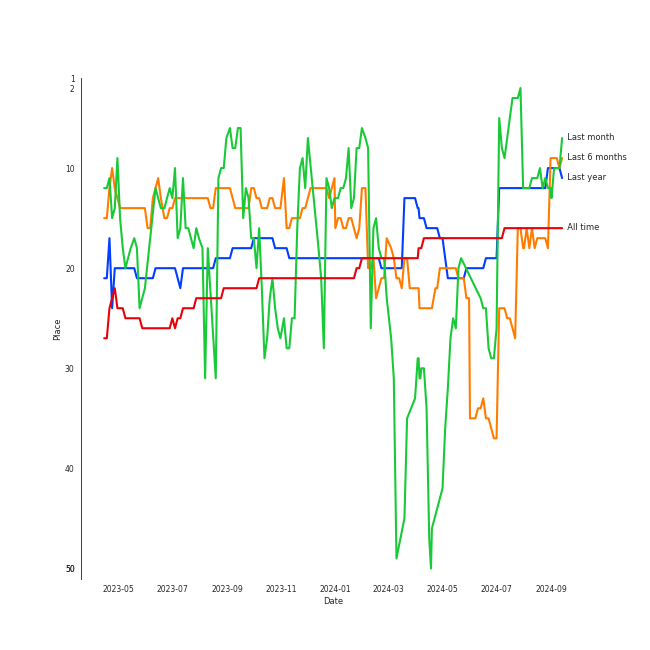 1
2
10
20
30
40
50
Place
2023-05
2023-07
2023-09
2023-11
2024-01
2024-03
2024-05
2024-07
2024-09
Date
Last month
Last 6 months
Last year
All time